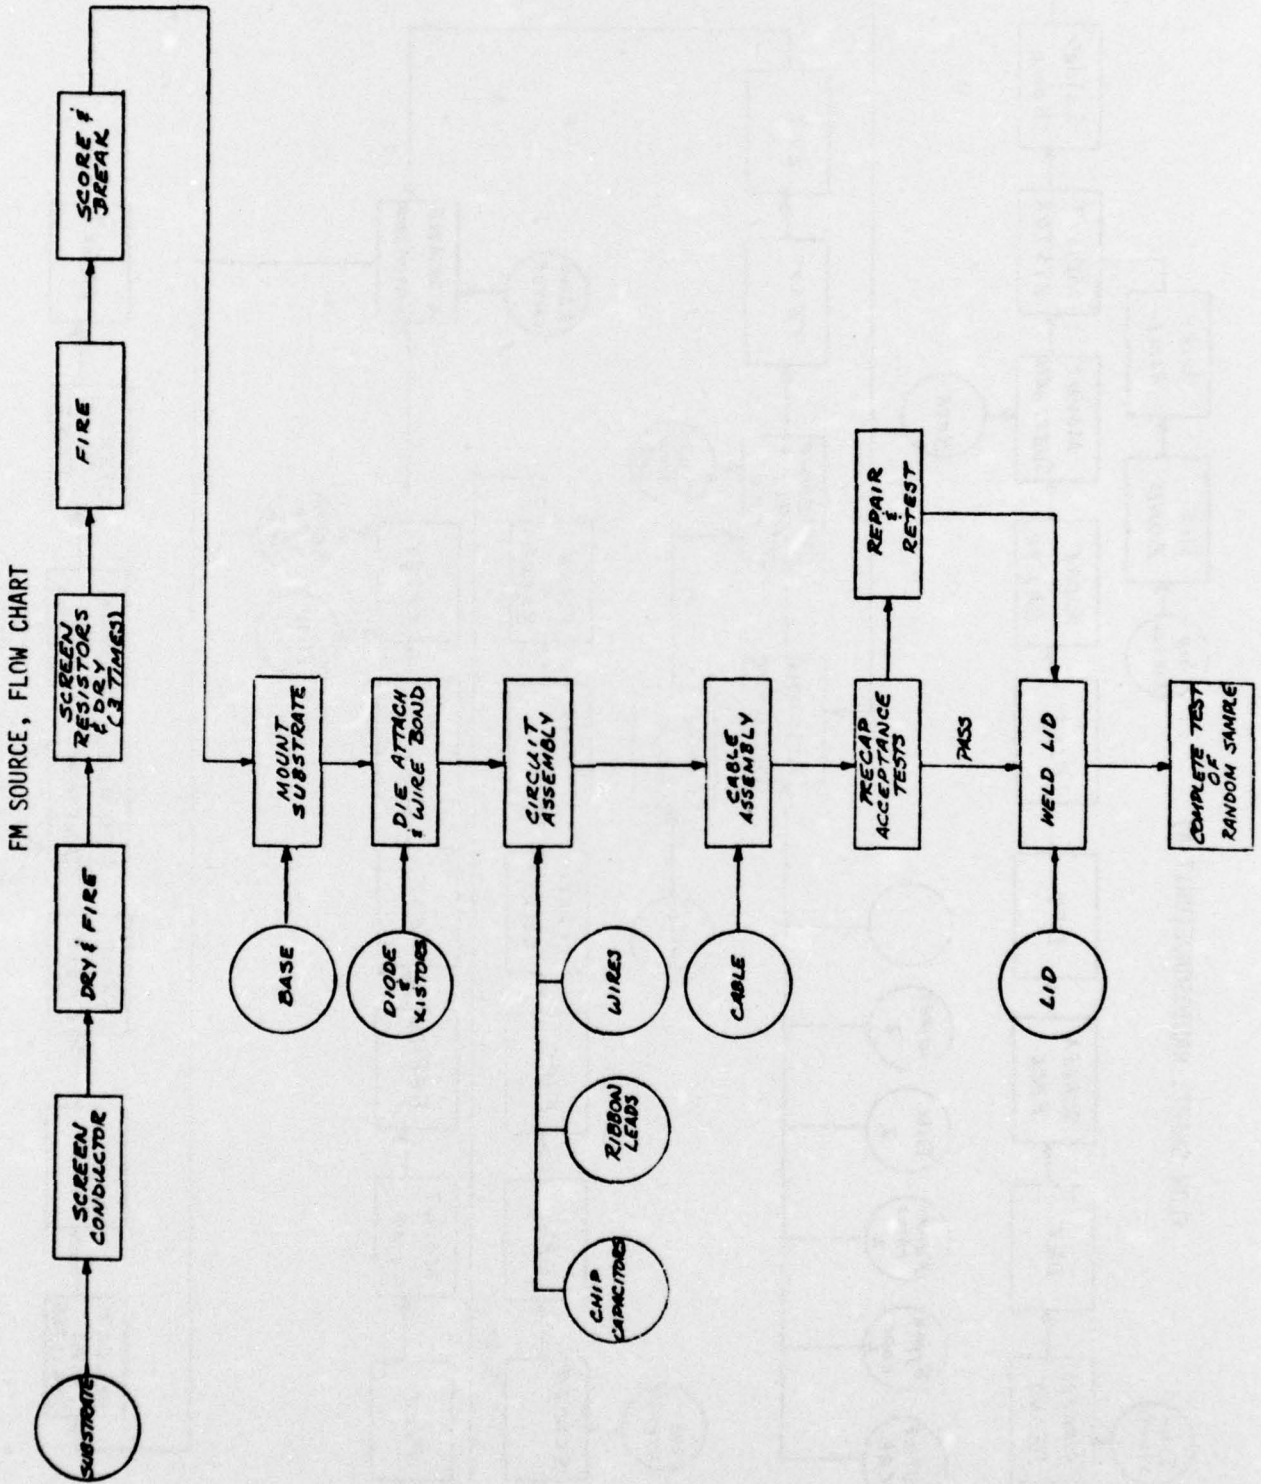 FM SOURCE, FLOW CHART
SUBSTRATE
SCREEN
CONDUCTOR
DRY & FIRE
SCREEN
RESISTORS
& DRY
(3 TIMES)
FIRE
SCORE &
BREAK
BASE
MOUNT
SUBSTRATE
DIODE
&
XISTORS
DIE ATTACH
& WIRE BOND
CHIP
CAPACITORS
RIBBON
LEADS
WIRES
CIRCUIT
ASSEMBLY
CABLE
CABLE
ASSEMBLY
PRECAP
ACCEPTANCE
TESTS
REPAIR
&
RETEST
PASS
LID
WELD LID
COMPLETE TEST
OF
RANDOM SAMPLE